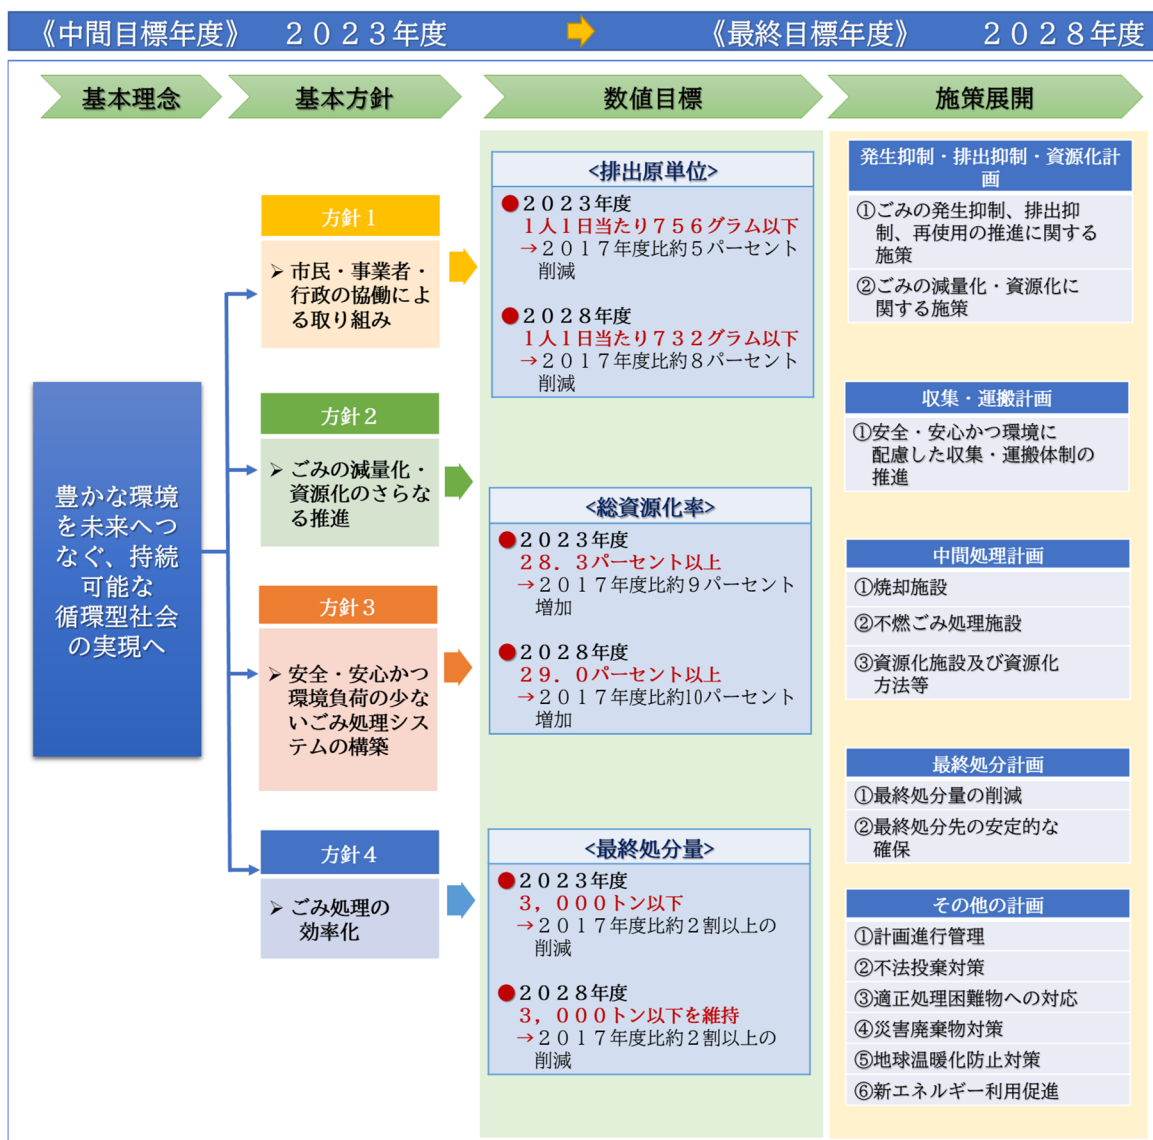 《中間目標年度》 ２０２３年度
《最終目標年度》 ２０２８年度
基本理念
基本方針
数値目標
施策展開
豊かな環境
を未来へつ
なぐ、持続
可能な
循環型社会
の実現へ
方針１
➢ 市民・事業者・
行政の協働によ
る取り組み
方針２
➢ ごみの減量化・
資源化のさらな
る推進
方針３
➢ 安全・安心かつ
環境負荷の少な
いごみ処理シス
テムの構築
方針４
➢ ごみ処理の
効率化
<排出原単位>
●２０２３年度
１人１日当たり７５６グラム以下
→２０１７年度比約５パーセント
削減
●２０２８年度
１人１日当たり７３２グラム以下
→２０１７年度比約８パーセント
削減
<総資源化率>
●２０２３年度
２８．３パーセント以上
→２０１７年度比約９パーセント
増加
●２０２８年度
２９．０パーセント以上
→２０１７年度比約10パーセント
増加
<最終処分量>
●２０２３年度
３，０００トン以下
→２０１７年度比約２割以上の
削減
●２０２８年度
３，０００トン以下を維持
→２０１７年度比約２割以上の
削減
発生抑制・排出抑制・資源化計
画
①ごみの発生抑制、排出抑
制、再使用の推進に関する
施策
②ごみの減量化・資源化に
関する施策
収集・運搬計画
①安全・安心かつ環境に
配慮した収集・運搬体制の
推進
中間処理計画
①焼却施設
②不燃ごみ処理施設
③資源化施設及び資源化
方法等
最終処分計画
①最終処分量の削減
②最終処分先の安定的な
確保
その他の計画
①計画進行管理
②不法投棄対策
③適正処理困難物への対応
④災害廃棄物対策
⑤地球温暖化防止対策
⑥新エネルギー利用促進